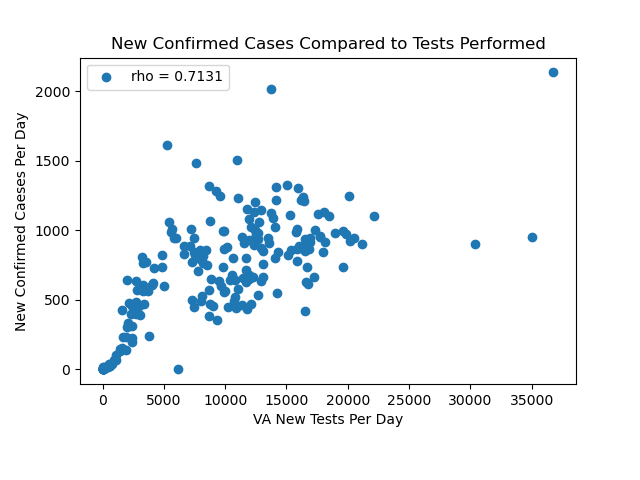 New Confirmed Cases Compared to Tests Performed
rho = 0.7131
New Confirmed Caeses Per Day
2000
1500
1000
500
0
0 5000 10000 15000 20000 25000 30000 35000
VA New Tests Per Day